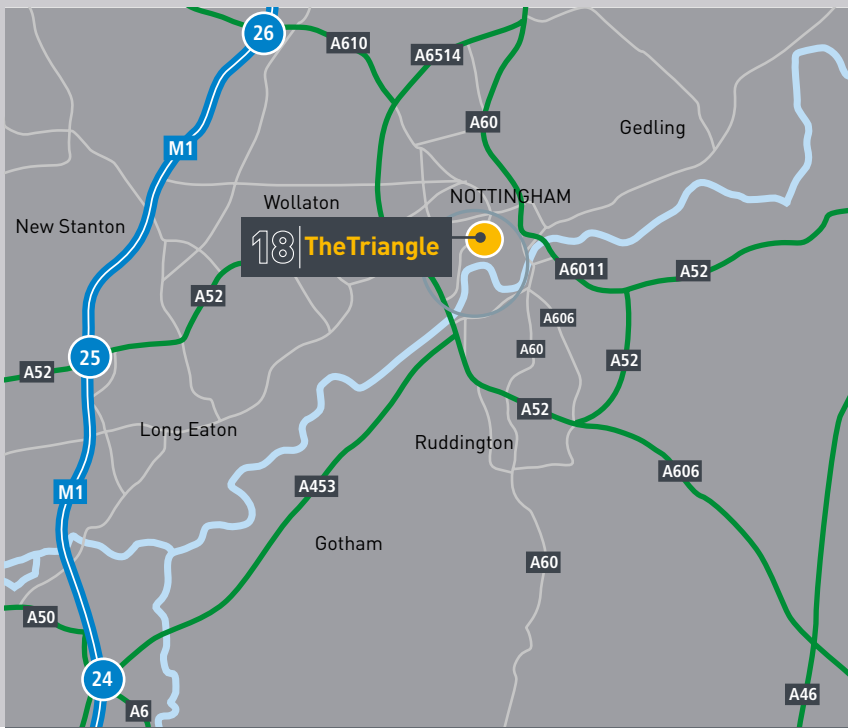 26
A610
A6514
A60
Gedling
M1
Wollaton
NOTTINGHAM
New Stanton
18 TheTriangle
A6011
A52
A52
A606
A60
A52
25
A52
A52
Long Eaton
Ruddington
A606
M1
A453
Gotham
A60
A50
24
A6
A46